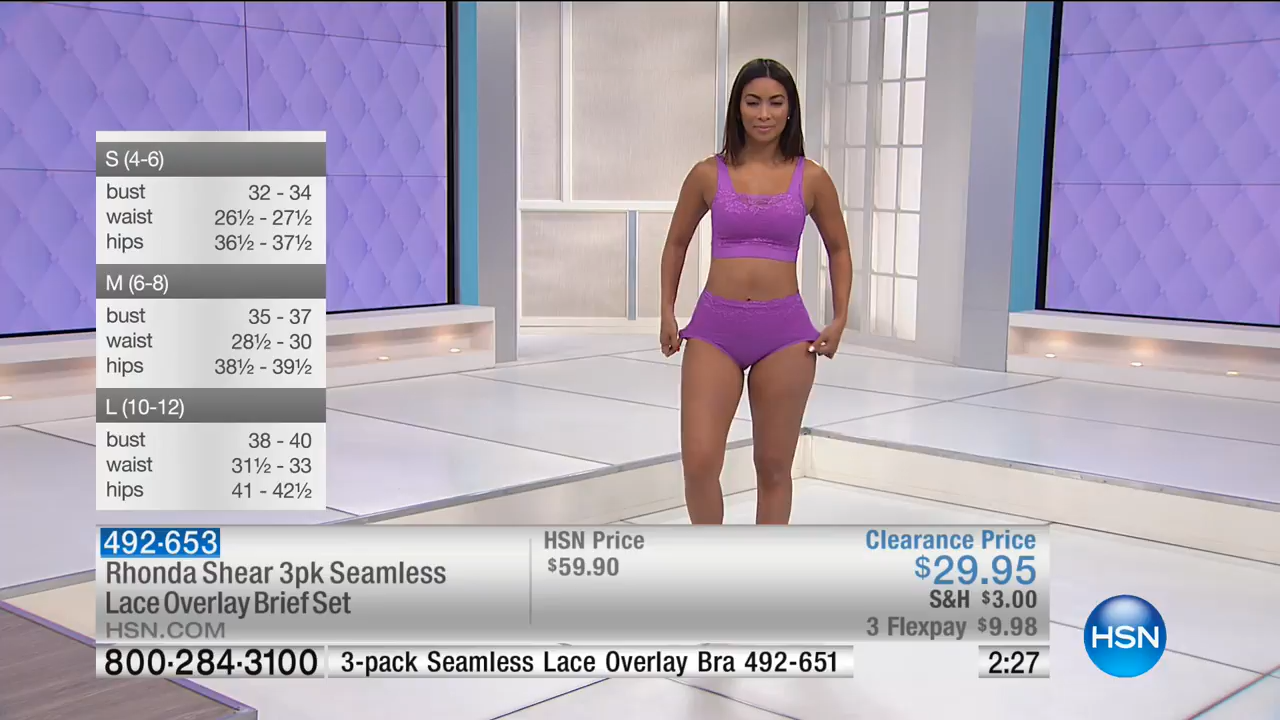 S (4-6)
bust 32 - 34
waist 26½ - 27½
hips 36½ - 37½
M (6-8)
bust 35 - 37
waist 28½ - 30
hips 38½ - 39½
L (10-12)
bust 38 - 40
waist 31½ - 33
hips 41 - 42½
492·653
Rhonda Shear 3pk Seamless
Lace Overlay Brief Set
HSN.COM
HSN Price
$59.90
Clearance Price
$29.95
S&H $3.00
3 Flexpay $9.98
HSN
800·284·3100 3-pack Seamless Lace Overlay Bra 492-651 2:27